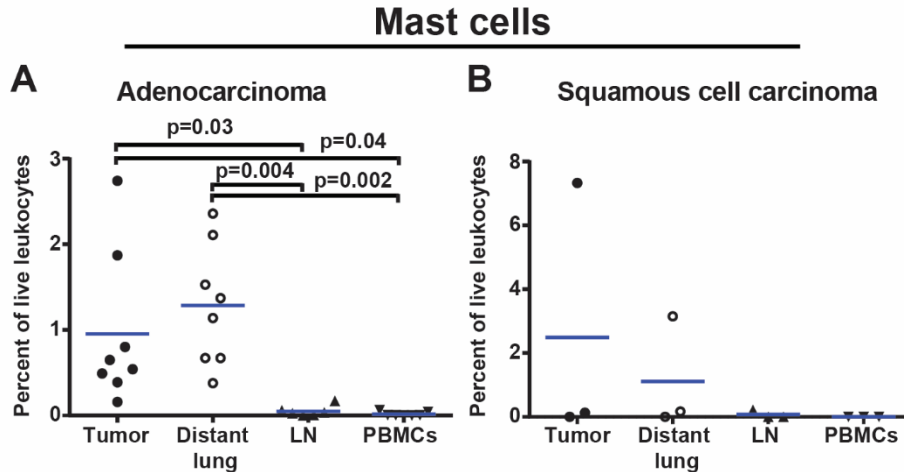 Mast cells
A
Adenocarcinoma
p=0.03
p=0.04
p=0.004
p=0.002
Percent of live leukocytes
3
2
1
0
Tumor
Distant
lung
LN
PBMCs
B
Squamous cell carcinoma
Percent of live leukocytes
8
6
4
2
0
Tumor
Distant
lung
LN
PBMCs